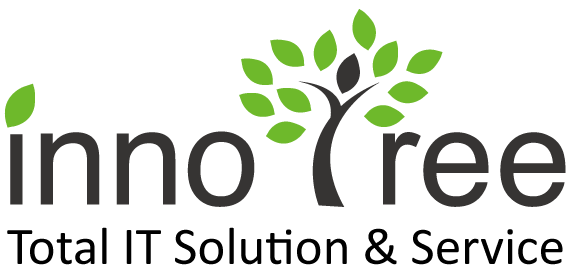 innoTree
Total IT Solution & Service